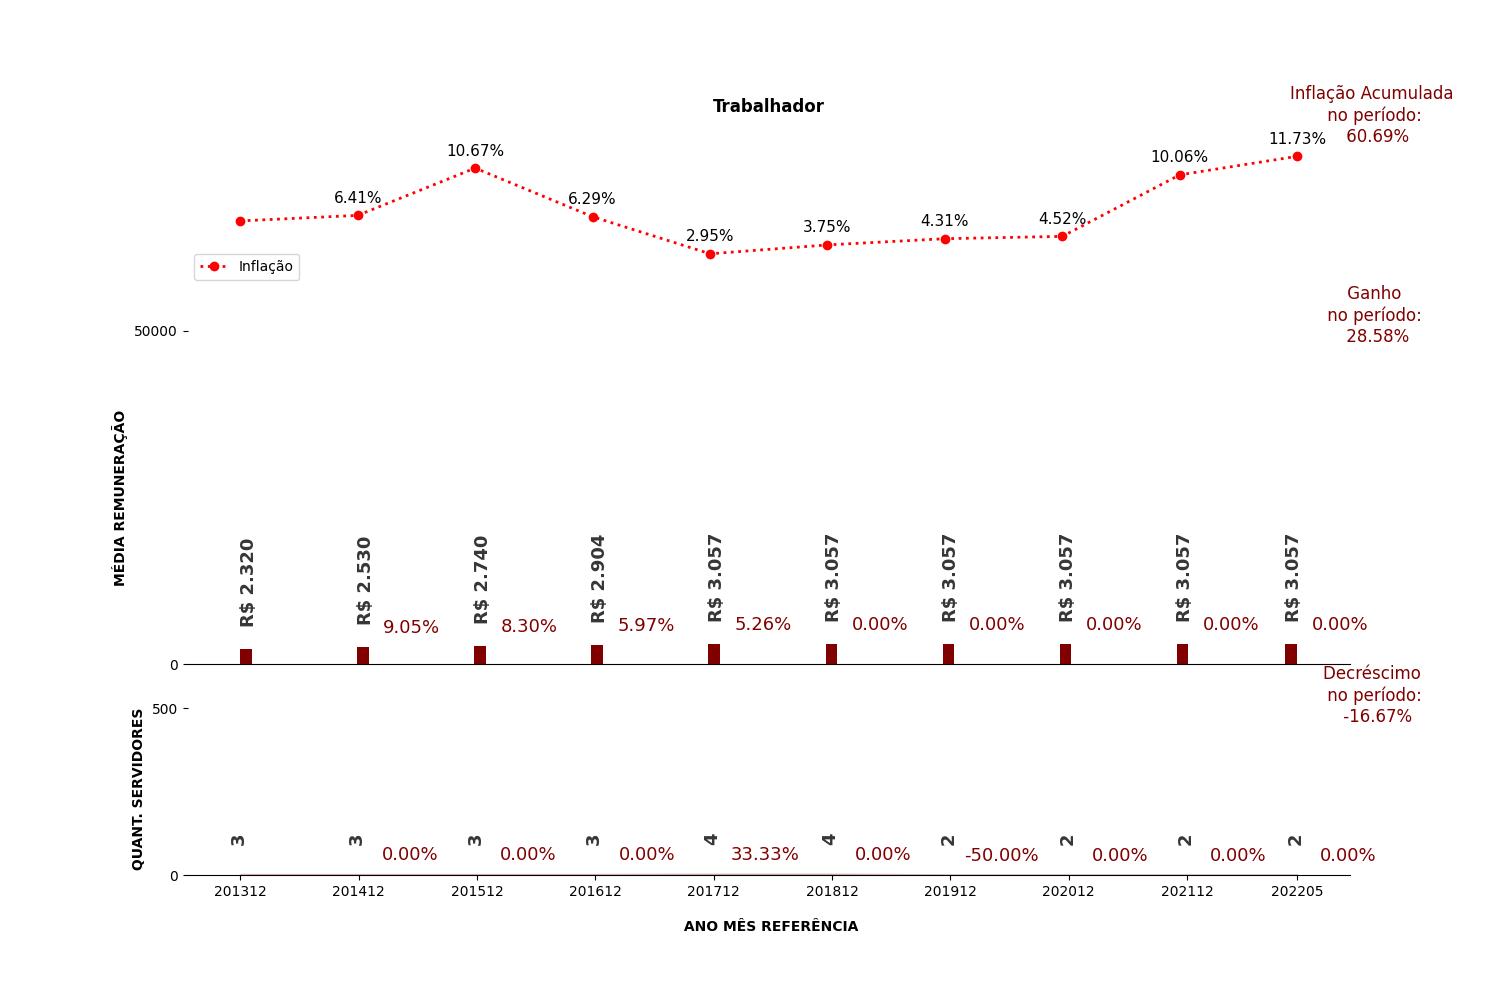 Trabalhador
Inflação Acumulada
no período:
60.69%
6.41%
10.67%
6.29%
2.95%
3.75%
4.31%
4.52%
10.06%
11.73%
Inflação
Ganho
no período:
28.58%
50000
0
MÉDIA REMUNERAÇÃO
R$ 2.320
R$ 2.530
R$ 2.740
R$ 2.904
R$ 3.057
R$ 3.057
R$ 3.057
R$ 3.057
R$ 3.057
R$ 3.057
9.05%
8.30%
5.97%
5.26%
0.00%
0.00%
0.00%
0.00%
0.00%
Decréscimo
no período:
-16.67%
500
0
QUANT. SERVIDORES
3
3
3
3
4
4
2
2
2
2
0.00%
0.00%
0.00%
33.33%
0.00%
-50.00%
0.00%
0.00%
0.00%
201312
201412
201512
201612
201712
201812
201912
202012
202112
202205
ANO MÊS REFERÊNCIA